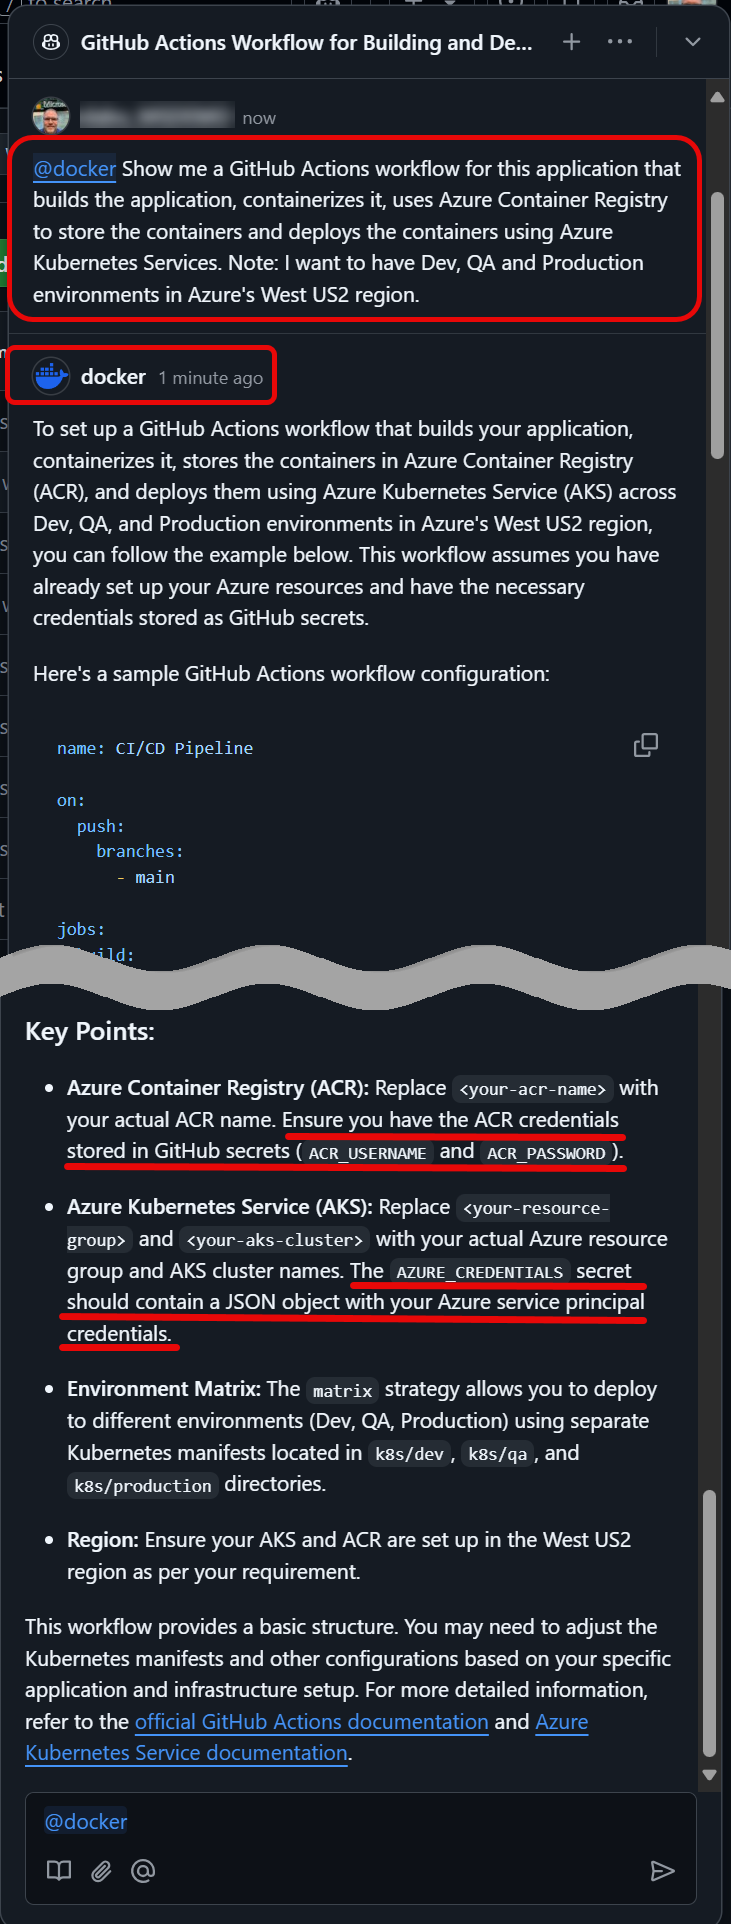 to search
GitHub Actions Workflow for Building and De...
now
@docker Show me a GitHub Actions workflow for this application that
builds the application, containerizes it, uses Azure Container Registry
to store the containers and deploys the containers using Azure
Kubernetes Services. Note: I want to have Dev, QA and Production
environments in Azure's West US2 region.
docker 1 minute ago
To set up a GitHub Actions workflow that builds your application,
containerizes it, stores the containers in Azure Container Registry
(ACR), and deploys them using Azure Kubernetes Service (AKS) across
Dev, QA, and Production environments in Azure's West US2 region,
you can follow the example below. This workflow assumes you have
already set up your Azure resources and have the necessary
credentials stored as GitHub secrets.
Here's a sample GitHub Actions workflow configuration:
name: CI/CD Pipeline
on:
push:
branches:
- main
jobs:
Key Points:
• Azure Container Registry (ACR): Replace <your-acr-name> with
your actual ACR name. Ensure you have the ACR credentials
stored in GitHub secrets ( ACR_USERNAME and ACR_PASSWORD ).
• Azure Kubernetes Service (AKS): Replace <your-resource-
group> and <your-aks-cluster> with your actual Azure resource
group and AKS cluster names. The AZURE_CREDENTIALS secret
should contain a JSON object with your Azure service principal
credentials.
• Environment Matrix: The matrix strategy allows you to deploy
to different environments (Dev, QA, Production) using separate
Kubernetes manifests located in k8s/dev , k8s/qa , and
k8s/production directories.
• Region: Ensure your AKS and ACR are set up in the West US2
region as per your requirement.
This workflow provides a basic structure. You may need to adjust the
Kubernetes manifests and other configurations based on your specific
application and infrastructure setup. For more detailed information,
refer to the official GitHub Actions documentation and Azure
Kubernetes Service documentation.
@docker